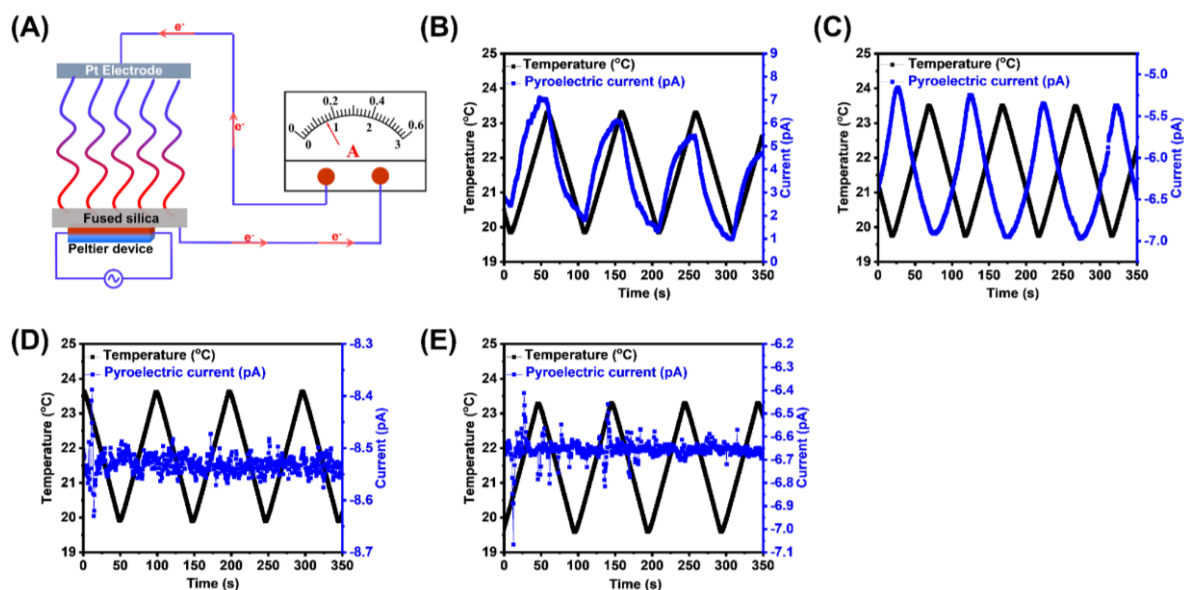 (A)
e-
Pt Electrode
e-
0.2
0.4
0
1
2
0.6
0
3
A
Fused silica
e-
e-
Peltier device
(B)
Temperature (°C)
Pyroelectric current (pA)
25
24
23
22
21
20
19
Temperature (°C)
9
8
7
6
5
4
3
2
1
0
Current (pA)
0
50
100
150
200
250
300
350
Time (s)
(C)
Temperature (°C)
Pyroelectric current (pA)
25
24
23
22
21
20
19
Temperature (°C)
-5.0
-5.5
-6.0
-6.5
-7.0
Current (pA)
0
50
100
150
200
250
300
350
Time (s)
(D)
Temperature (°C)
Pyroelectric current (pA)
25
24
23
22
21
20
19
Temperature (°C)
-8.3
-8.4
-8.5
-8.6
-8.7
Current (pA)
0
50
100
150
200
250
300
350
Time (s)
(E)
Temperature (°C)
Pyroelectric current (pA)
25
24
23
22
21
20
19
Temperature (°C)
-6.2
-6.3
-6.4
-6.5
-6.6
-6.7
-6.8
-6.9
-7.0
-7.1
Current (pA)
0
50
100
150
200
250
300
350
Time (s)